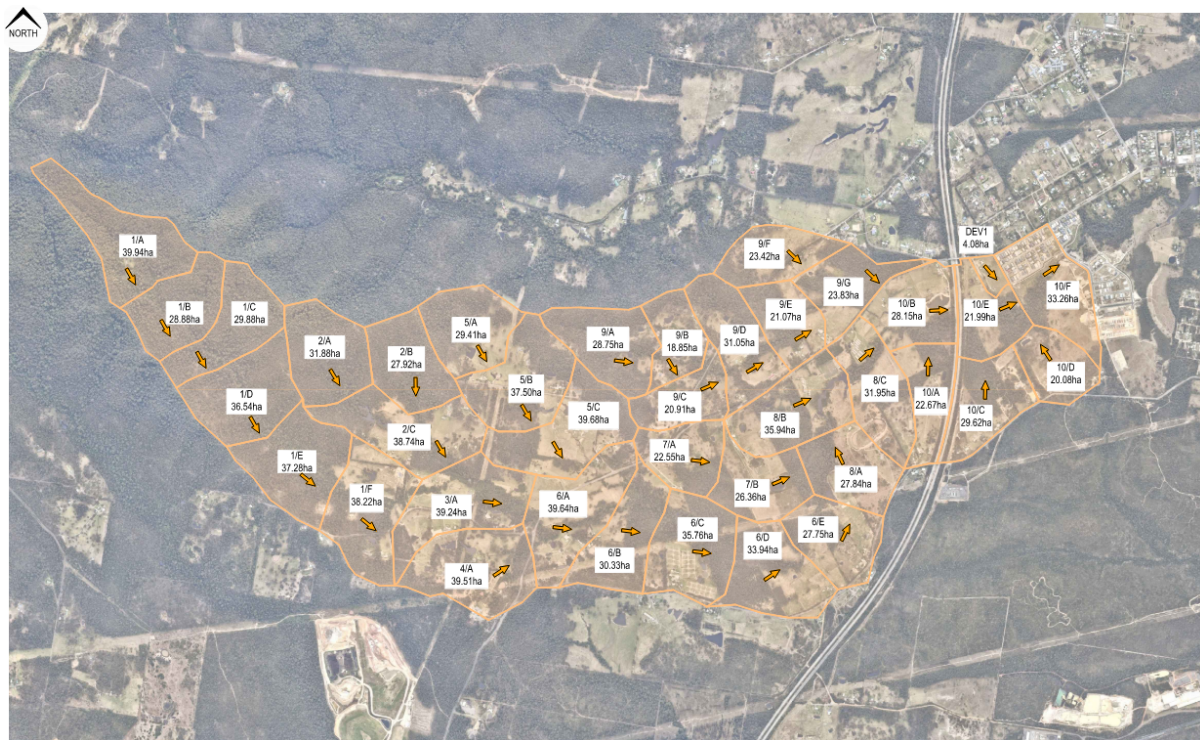 NORTH
1/A
39.94ha
1/B
28.88ha
1/C
29.88ha
2/A
31.88ha
2/B
27.92ha
5/A
29.41ha
9/A
28.75ha
9/B
18.85ha
9/D
31.05ha
9/E
21.07ha
9/F
23.42ha
9/G
23.83ha
10/B
28.15ha
DEV1
4.08ha
10/E
21.99ha
10/F
33.26ha
1/D
36.54ha
5/B
37.50ha
5/C
39.68ha
9/C
20.91ha
8/C
31.95ha
10/A
22.67ha
10/C
29.62ha
10/D
20.08ha
2/C
38.74ha
8/B
35.94ha
1/E
37.28ha
7/A
22.55ha
7/B
26.36ha
8/A
27.84ha
1/F
38.22ha
3/A
39.24ha
6/A
39.64ha
6/C
35.76ha
6/D
33.94ha
6/E
27.75ha
4/A
39.51ha
6/B
30.33ha